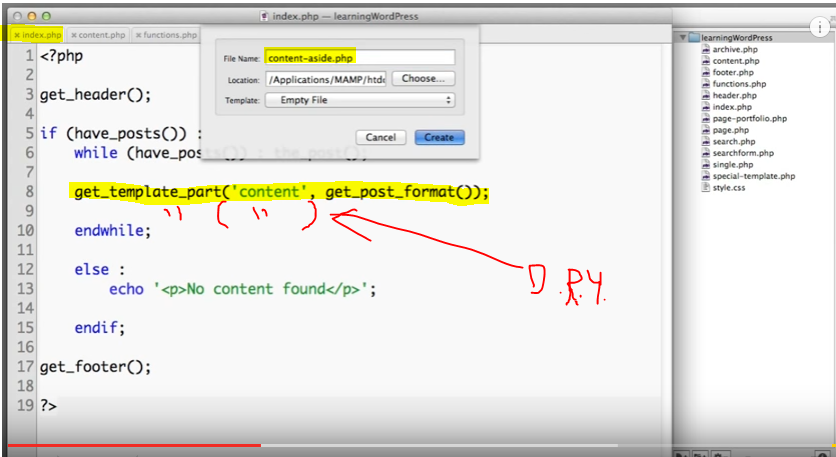 index.php — learningWordPress
index.php content.php functions.php
File Name: content-aside.php
Location: /Applications/MAMP/htd Choose...
Template: Empty File
Cancel Create
1 <?php
2
3 get_header();
4
5 if (have_posts()) :
6 while (have_posts()) : the_post();
7
8 get_template_part('content', get_post_format());
9
10 endwhile;
11
12 else :
13 echo '<p>No content found</p>';
14
15 endif;
16
17 get_footer();
18
19 ?>
" ( " )
D.R.Y.
learningWordPress
archive.php
content.php
footer.php
functions.php
header.php
index.php
page-portfolio.php
page.php
search.php
searchform.php
single.php
special-template.php
style.css